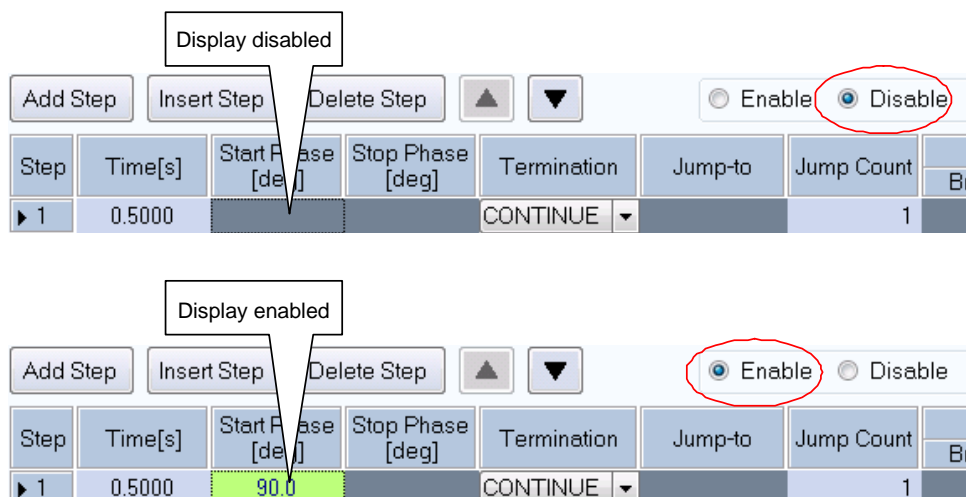 Display disabled
Add Step Insert Step Delete Step Enable Disable
Step Time[s] Start Phase [deg] Stop Phase [deg] Termination Jump-to Jump Count
1 0.5000 CONTINUE 1
Display enabled
Add Step Insert Step Delete Step Enable Disable
Step Time[s] Start Phase [deg] Stop Phase [deg] Termination Jump-to Jump Count
1 0.5000 90.0 CONTINUE 1